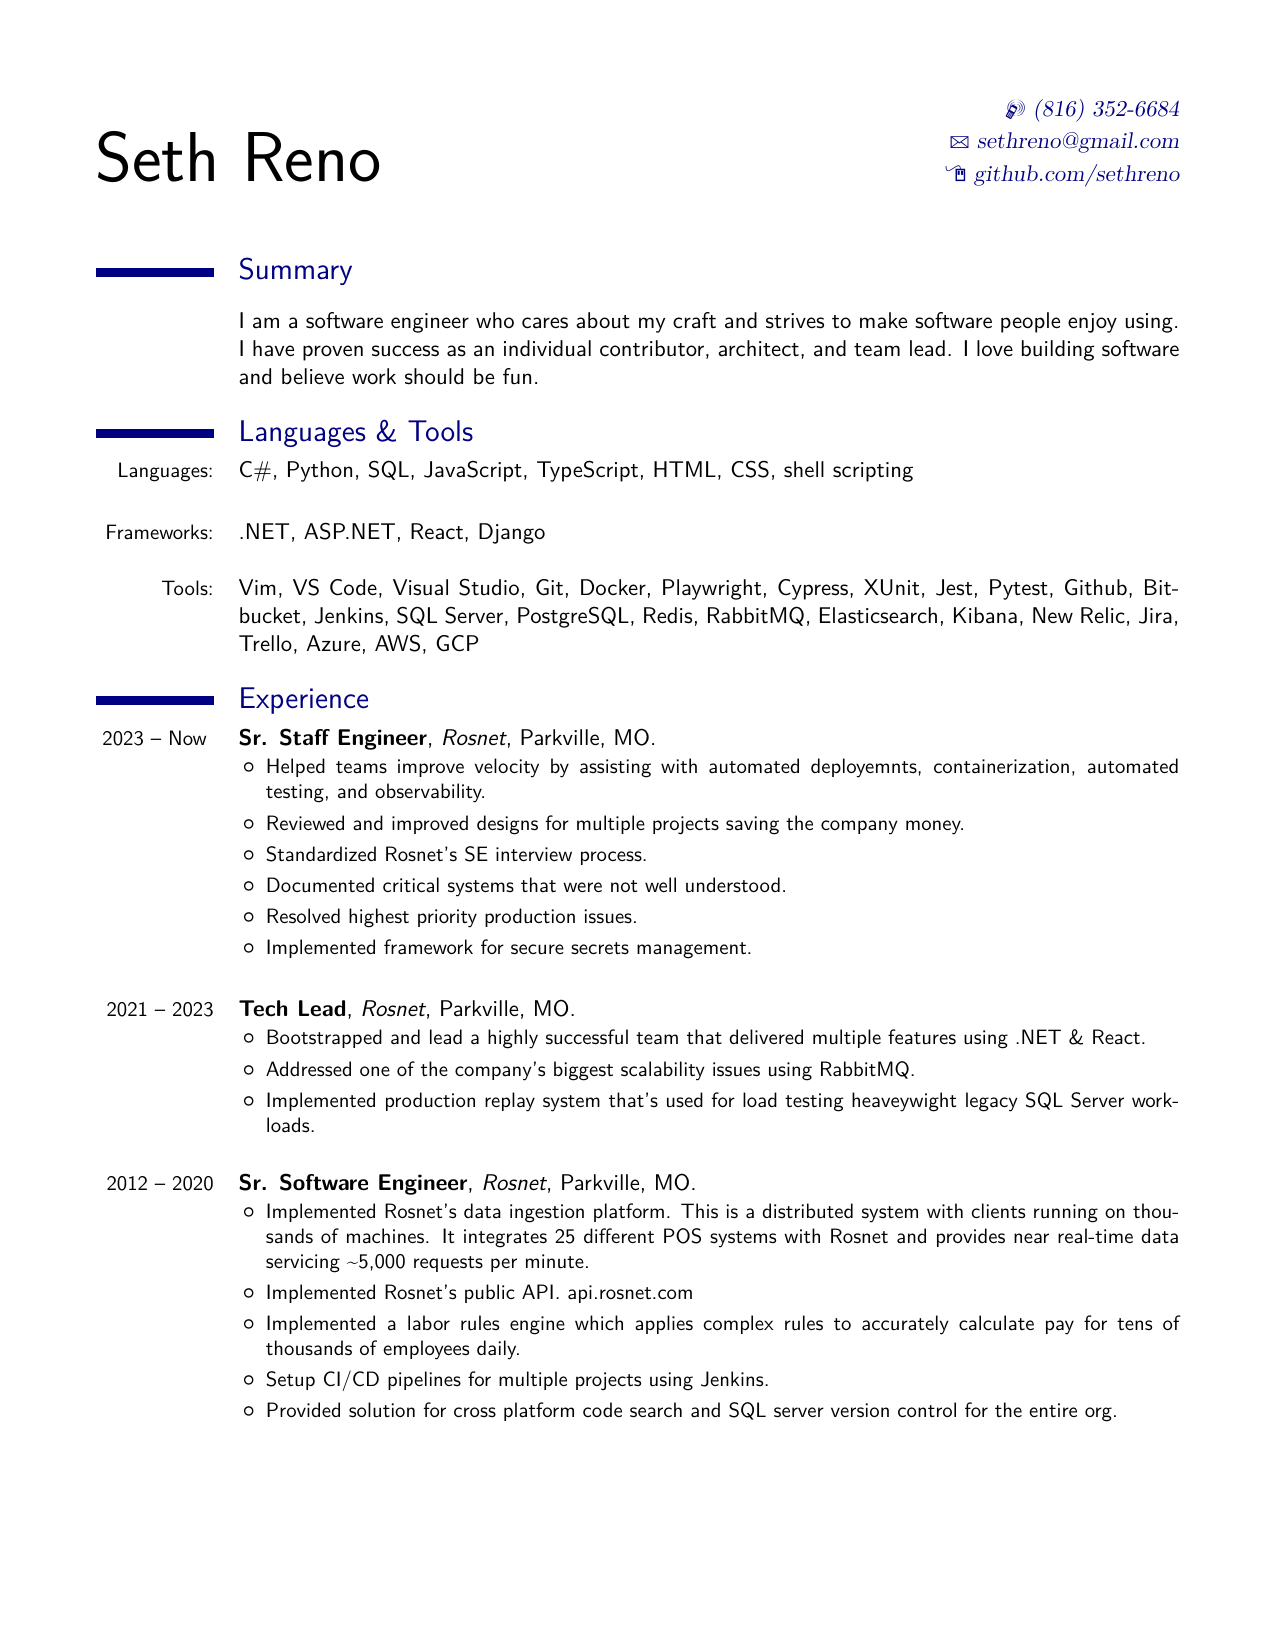 Seth Reno
(816) 352-6684
sethreno@gmail.com
github.com/sethreno
Summary
I am a software engineer who cares about my craft and strives to make software people enjoy using.
I have proven success as an individual contributor, architect, and team lead. I love building software
and believe work should be fun.
Languages & Tools
Languages: C#, Python, SQL, JavaScript, TypeScript, HTML, CSS, shell scripting
Frameworks: .NET, ASP.NET, React, Django
Tools: Vim, VS Code, Visual Studio, Git, Docker, Playwright, Cypress, XUnit, Jest, Pytest, Github, Bit-
bucket, Jenkins, SQL Server, PostgreSQL, Redis, RabbitMQ, Elasticsearch, Kibana, New Relic, Jira,
Trello, Azure, AWS, GCP
Experience
2023 – Now Sr. Staff Engineer, Rosnet, Parkville, MO.
Helped teams improve velocity by assisting with automated deployemnts, containerization, automated
testing, and observability.
Reviewed and improved designs for multiple projects saving the company money.
Standardized Rosnet's SE interview process.
Documented critical systems that were not well understood.
Resolved highest priority production issues.
Implemented framework for secure secrets management.
2021 – 2023 Tech Lead, Rosnet, Parkville, MO.
Bootstrapped and lead a highly successful team that delivered multiple features using .NET & React.
Addressed one of the company's biggest scalability issues using RabbitMQ.
Implemented production replay system that's used for load testing heaveywight legacy SQL Server work-
loads.
2012 – 2020 Sr. Software Engineer, Rosnet, Parkville, MO.
Implemented Rosnet's data ingestion platform. This is a distributed system with clients running on thou-
sands of machines. It integrates 25 different POS systems with Rosnet and provides near real-time data
servicing ~5,000 requests per minute.
Implemented Rosnet's public API. api.rosnet.com
Implemented a labor rules engine which applies complex rules to accurately calculate pay for tens of
thousands of employees daily.
Setup CI/CD pipelines for multiple projects using Jenkins.
Provided solution for cross platform code search and SQL server version control for the entire org.